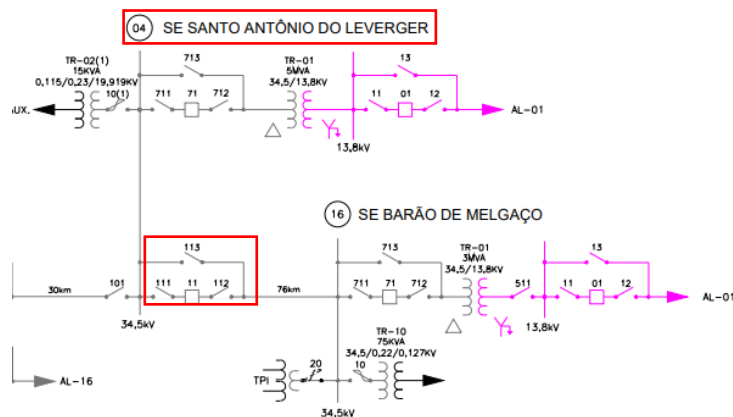 04 SE SANTO ANTÔNIO DO LEVERGER
TR-02(1)
15KVA
0,115/0,23/19,919KV
10(1)
UX.
713
711 71 712
TR-01
5MVA
34,5/13,8KV
13
11 01 12
AL-01
13,8kV
16 SE BARÃO DE MELGAÇO
30km
101
113
111 11 112
34,5kV
76km
713
711 71 712
TR-01
3MVA
34,5/13,8KV
511
13
11 01 12
AL-01
13,8kV
AL-16
TPI
20
10
TR-10
75KVA
34,5/0,22/0,127KV
34,5kV